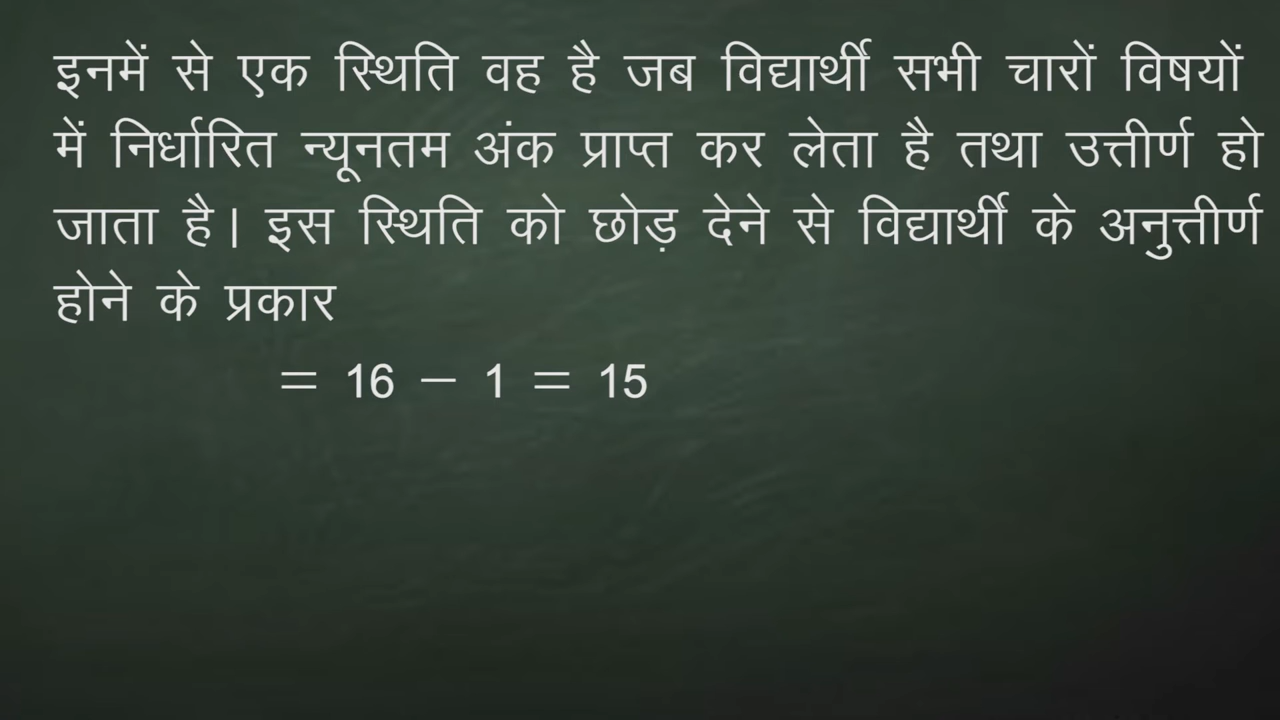 इनमें से एक स्थिति वह है जब विद्यार्थी सभी चारों विषयों
में निर्धारित न्यूनतम अंक प्राप्त कर लेता है तथा उत्तीर्ण हो
जाता है। इस स्थिति को छोड़ देने से विद्यार्थी के अनुत्तीर्ण
होने के प्रकार
= 16 − 1 = 15